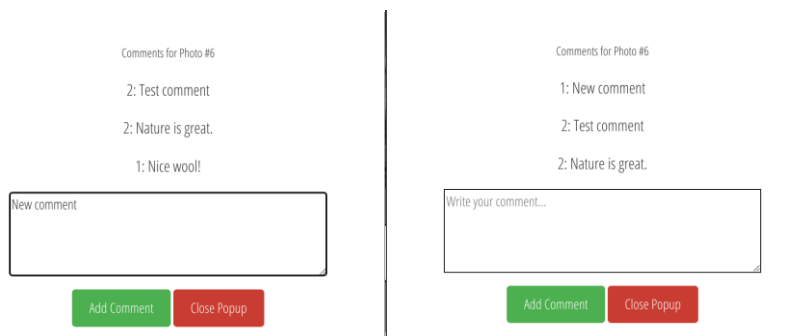 Comments for Photo #6
2: Test comment
2: Nature is great.
1: Nice wool!
New comment
Add Comment
Close Popup
Comments for Photo #6
1: New comment
2: Test comment
2: Nature is great.
Write your comment...
Add Comment
Close Popup